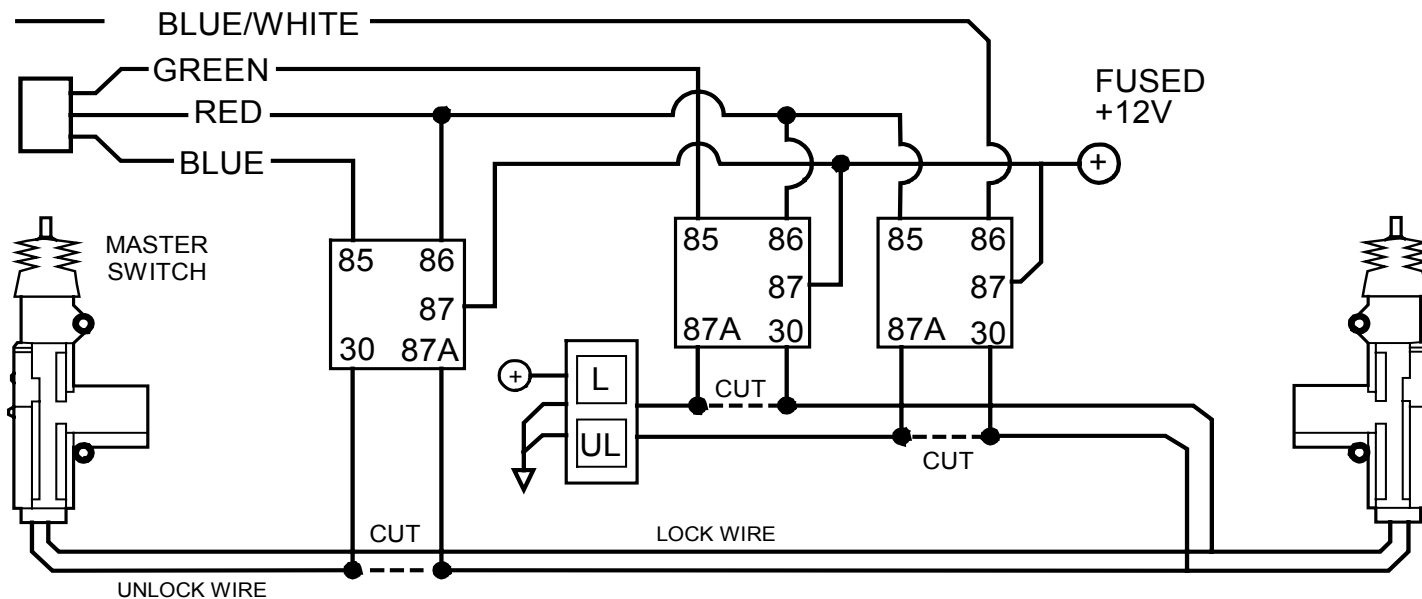 BLUE/WHITE
GREEN
RED
BLUE
FUSED
+12V
+
MASTER
SWITCH
85 86
87
30 87A
85 86
87
87A 30
85 86
87
87A 30
+
L
UL
CUT
CUT
CUT
LOCK WIRE
UNLOCK WIRE